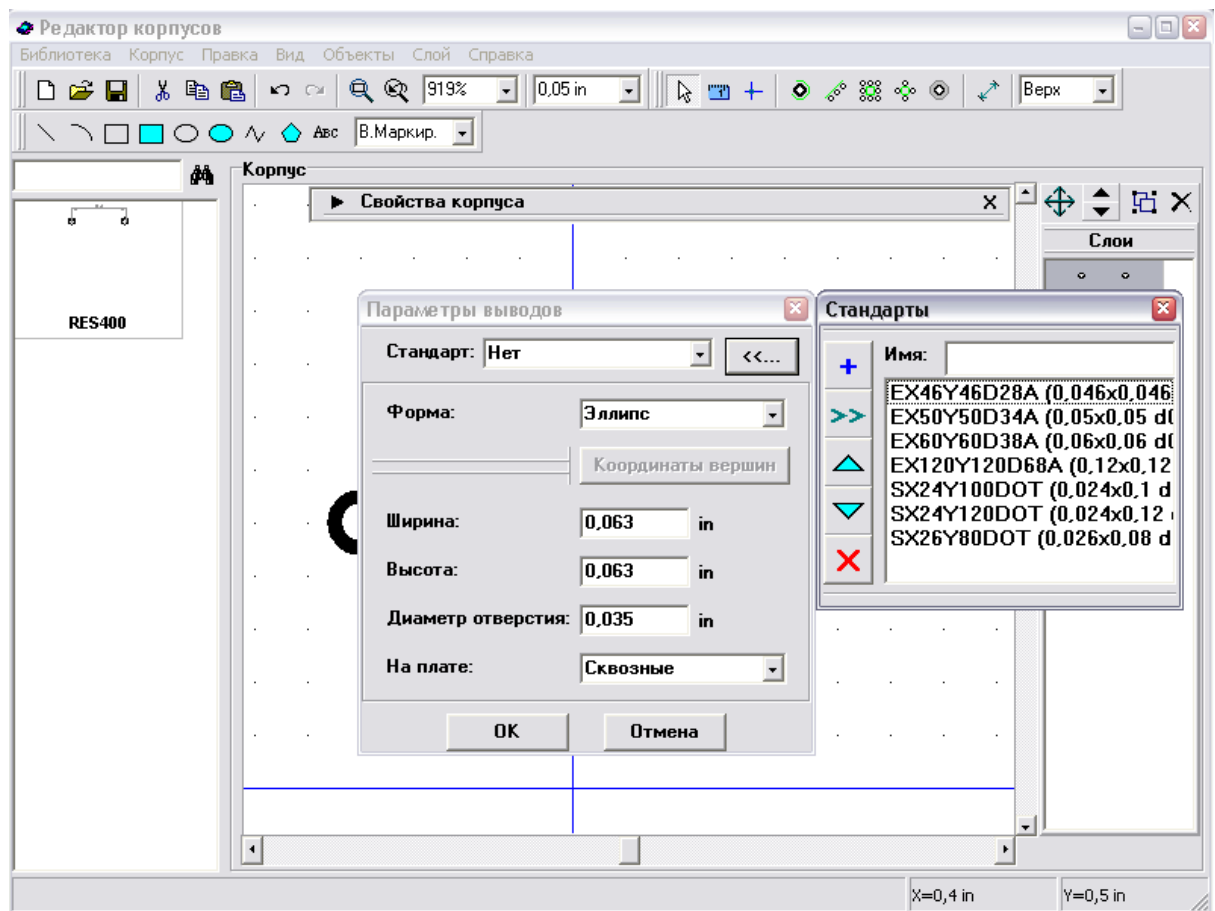 Редактор корпусов
Библиотека Корпус Правка Вид Объекты Слой Справка
919% 0,05 in Верх
ABC В.Маркир.
Корпус
Свойства корпуса X
Слои
RES400
Параметры выводов
Стандарт: Нет <<...
Форма: Эллипс
Координаты вершин
Ширина: 0,063 in
Высота: 0,063 in
Диаметр отверстия: 0,035 in
На плате: Сквозные
OK Отмена
Стандарты
Имя:
EX46Y46D28A (0,046x0,046
EX50Y50D34A (0,05x0,05 d0
EX60Y60D38A (0,06x0,06 d0
EX120Y120D68A (0,12x0,12
SX24Y100DOT (0,024x0,1 d
SX24Y120DOT (0,024x0,12
SX26Y80DOT (0,026x0,08 d
X=0,4 in Y=0,5 in